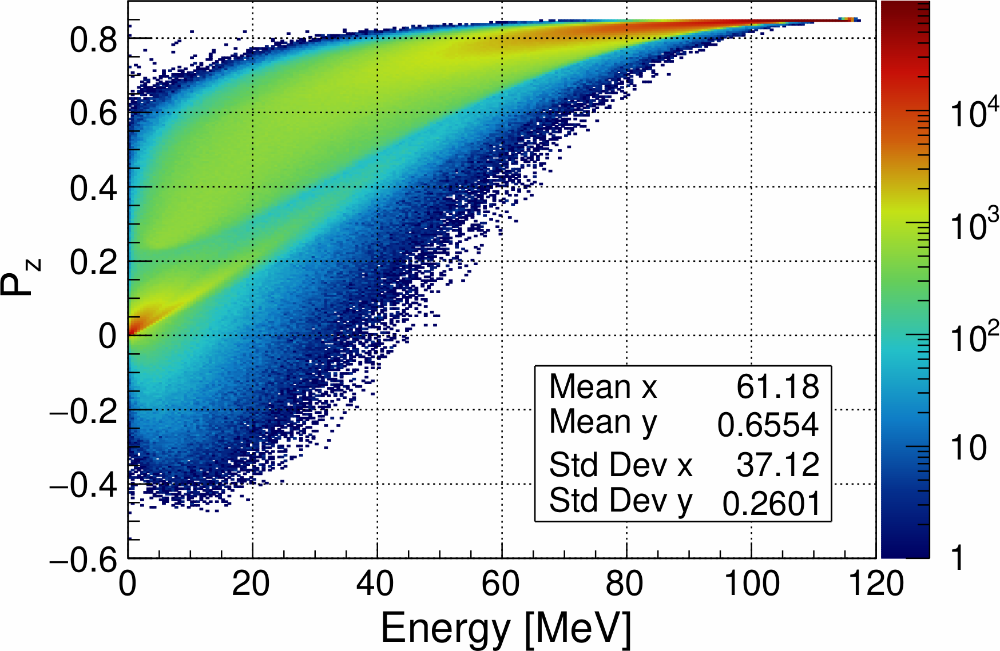 0.8
0.6
0.4
0.2
0
−0.2
−0.4
−0.6
P_z
0 20 40 60 80 100 120
Energy [MeV]
Mean x 61.18
Mean y 0.6554
Std Dev x 37.12
Std Dev y 0.2601
10^4
10^3
10^2
10
1